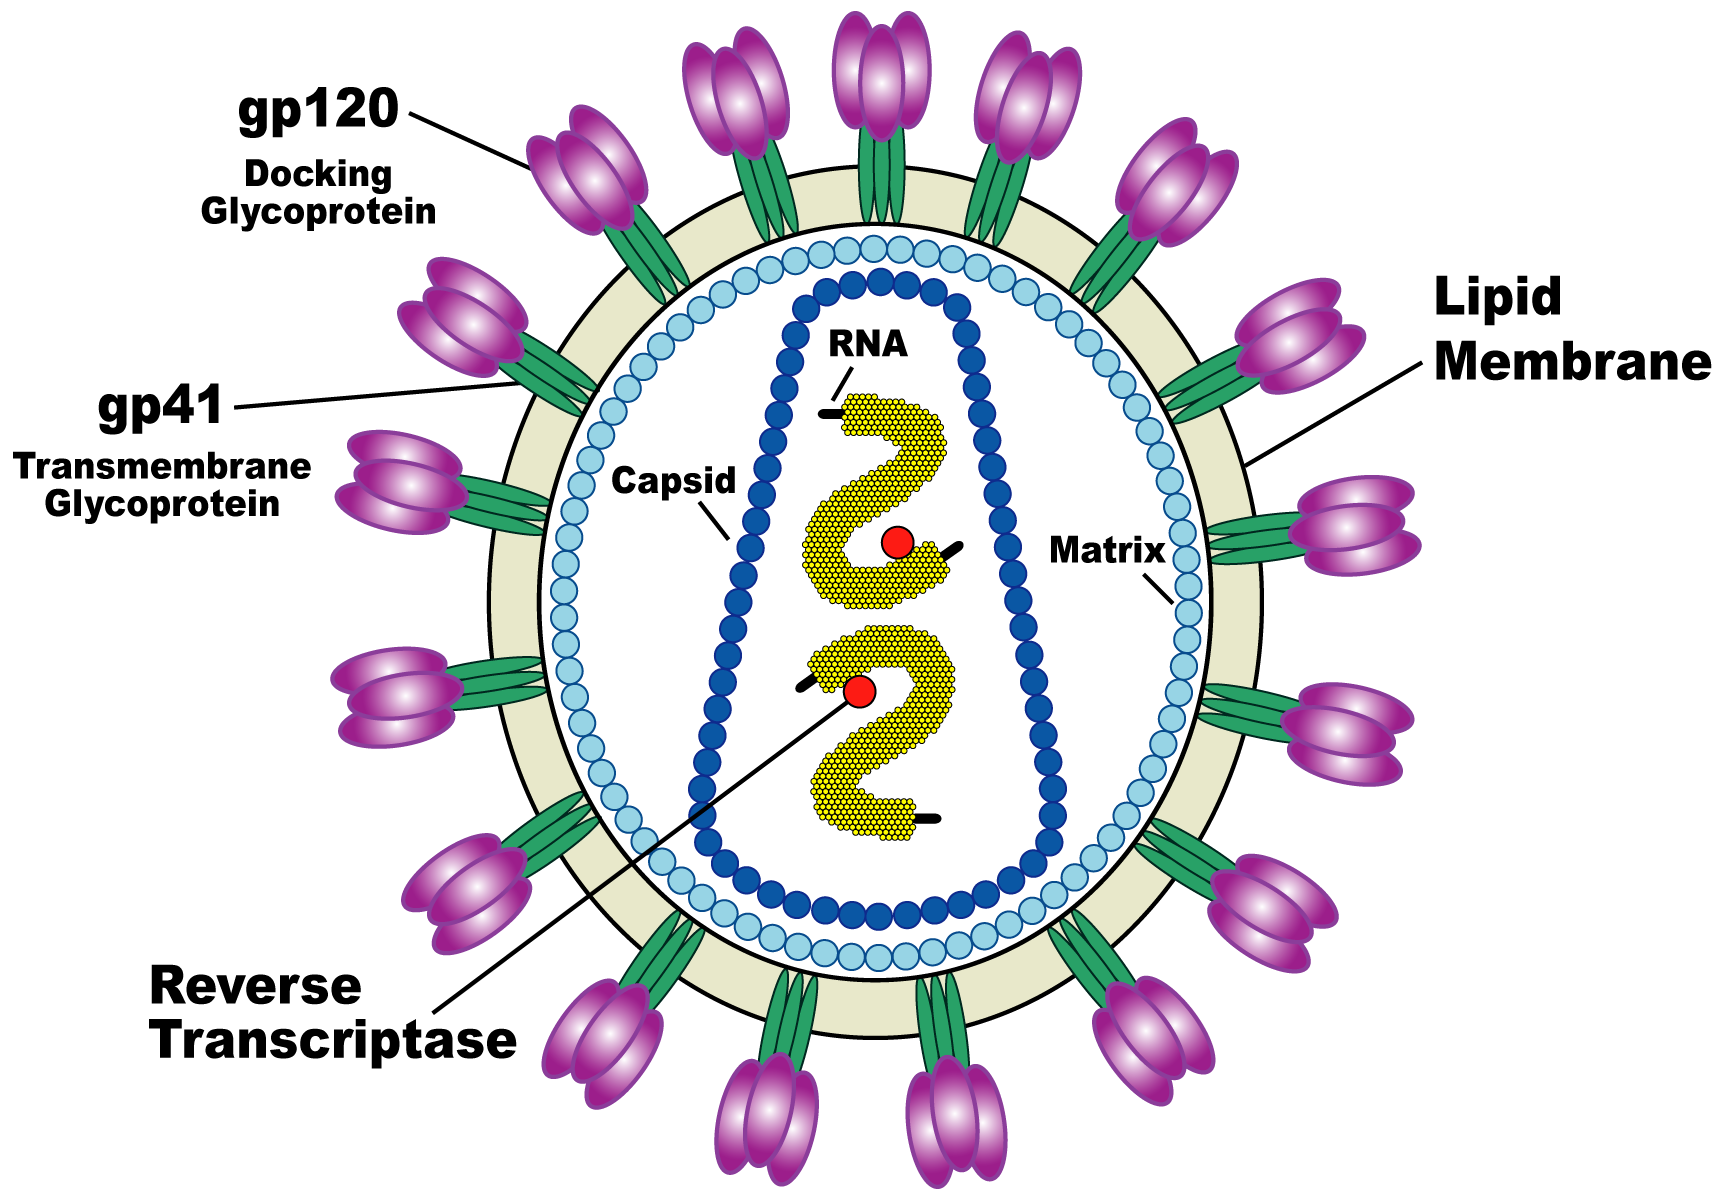 gp120
Docking
Glycoprotein
gp41
Transmembrane
Glycoprotein
RNA
Capsid
Matrix
Lipid
Membrane
Reverse
Transcriptase